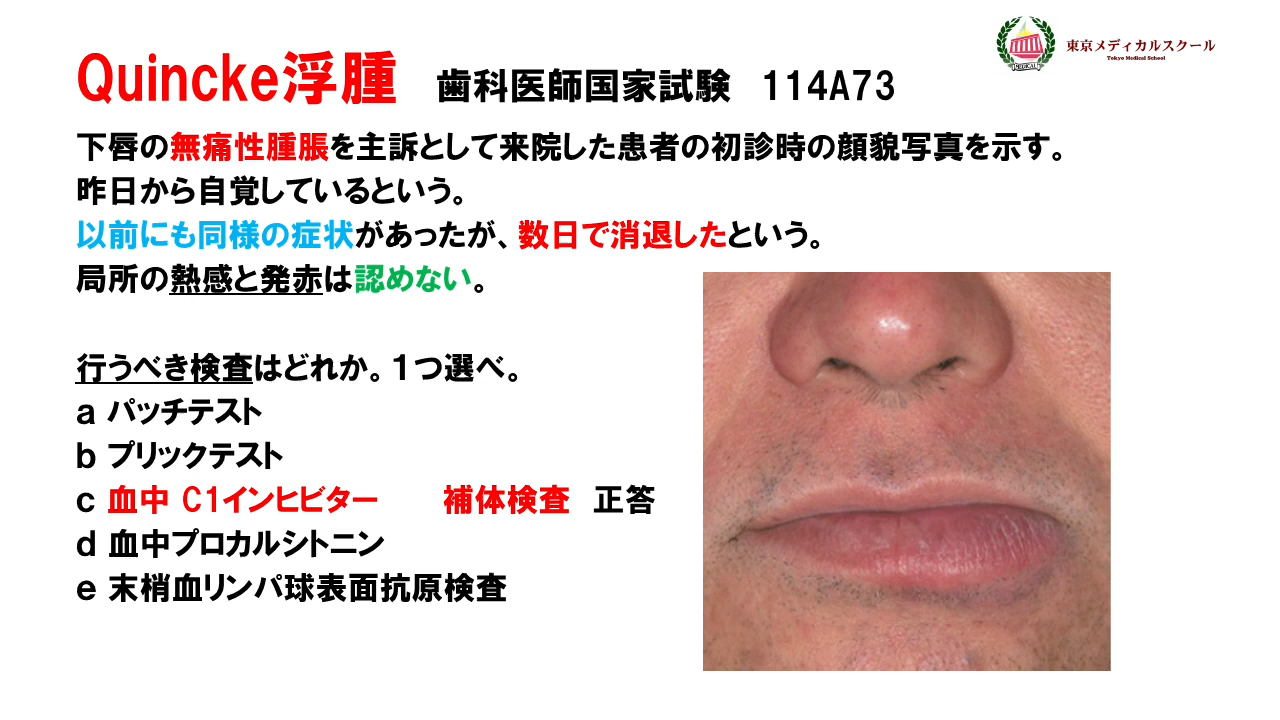 Quincke浮腫 歯科医師国家試験 114A73
東京メディカルスクール
Tokyo Medical School
MEDICAL
下唇の無痛性腫脹を主訴として来院した患者の初診時の顔貌写真を示す。
昨日から自覚しているという。
以前にも同様の症状があったが、数日で消退したという。
局所の熱感と発赤は認めない。
行うべき検査はどれか。1つ選べ。
a パッチテスト
b プリックテスト
c 血中 C1インヒビター 補体検査 正答
d 血中プロカルシトニン
e 末梢血リンパ球表面抗原検査